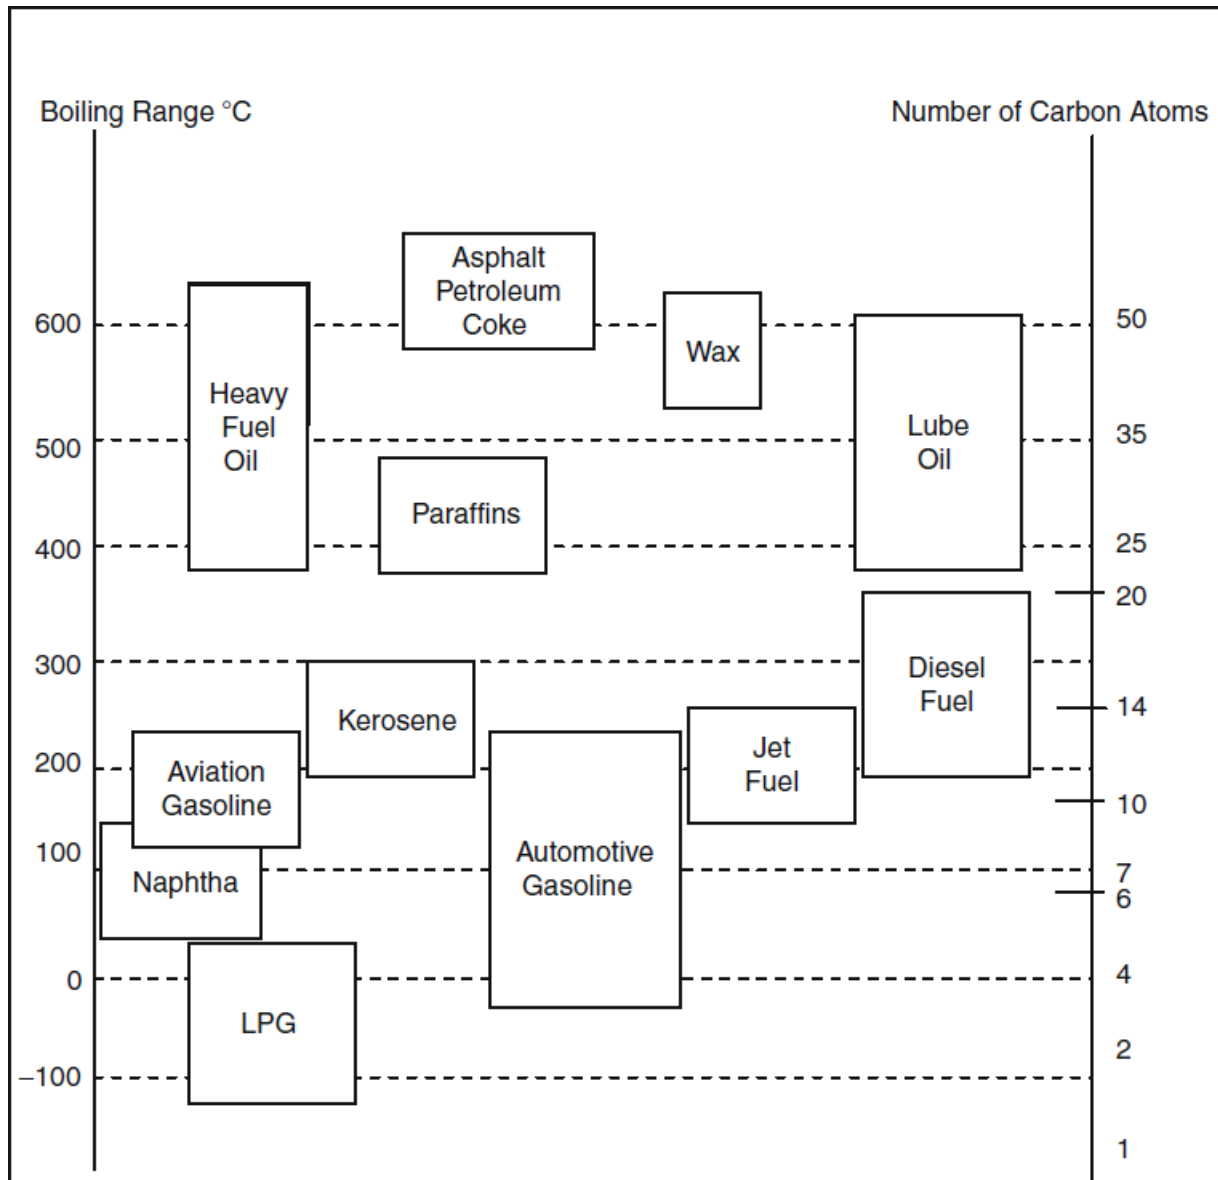 Boiling Range °C
Number of Carbon Atoms
Asphalt
Petroleum
Coke
600
50
Wax
Heavy
Fuel
Oil
Lube
Oil
500
35
Paraffins
400
25
20
300
Diesel
Fuel
Kerosene
14
Jet
Fuel
200
Aviation
Gasoline
10
100
Automotive
Gasoline
7
Naphtha
6
0
4
LPG
2
–100
1